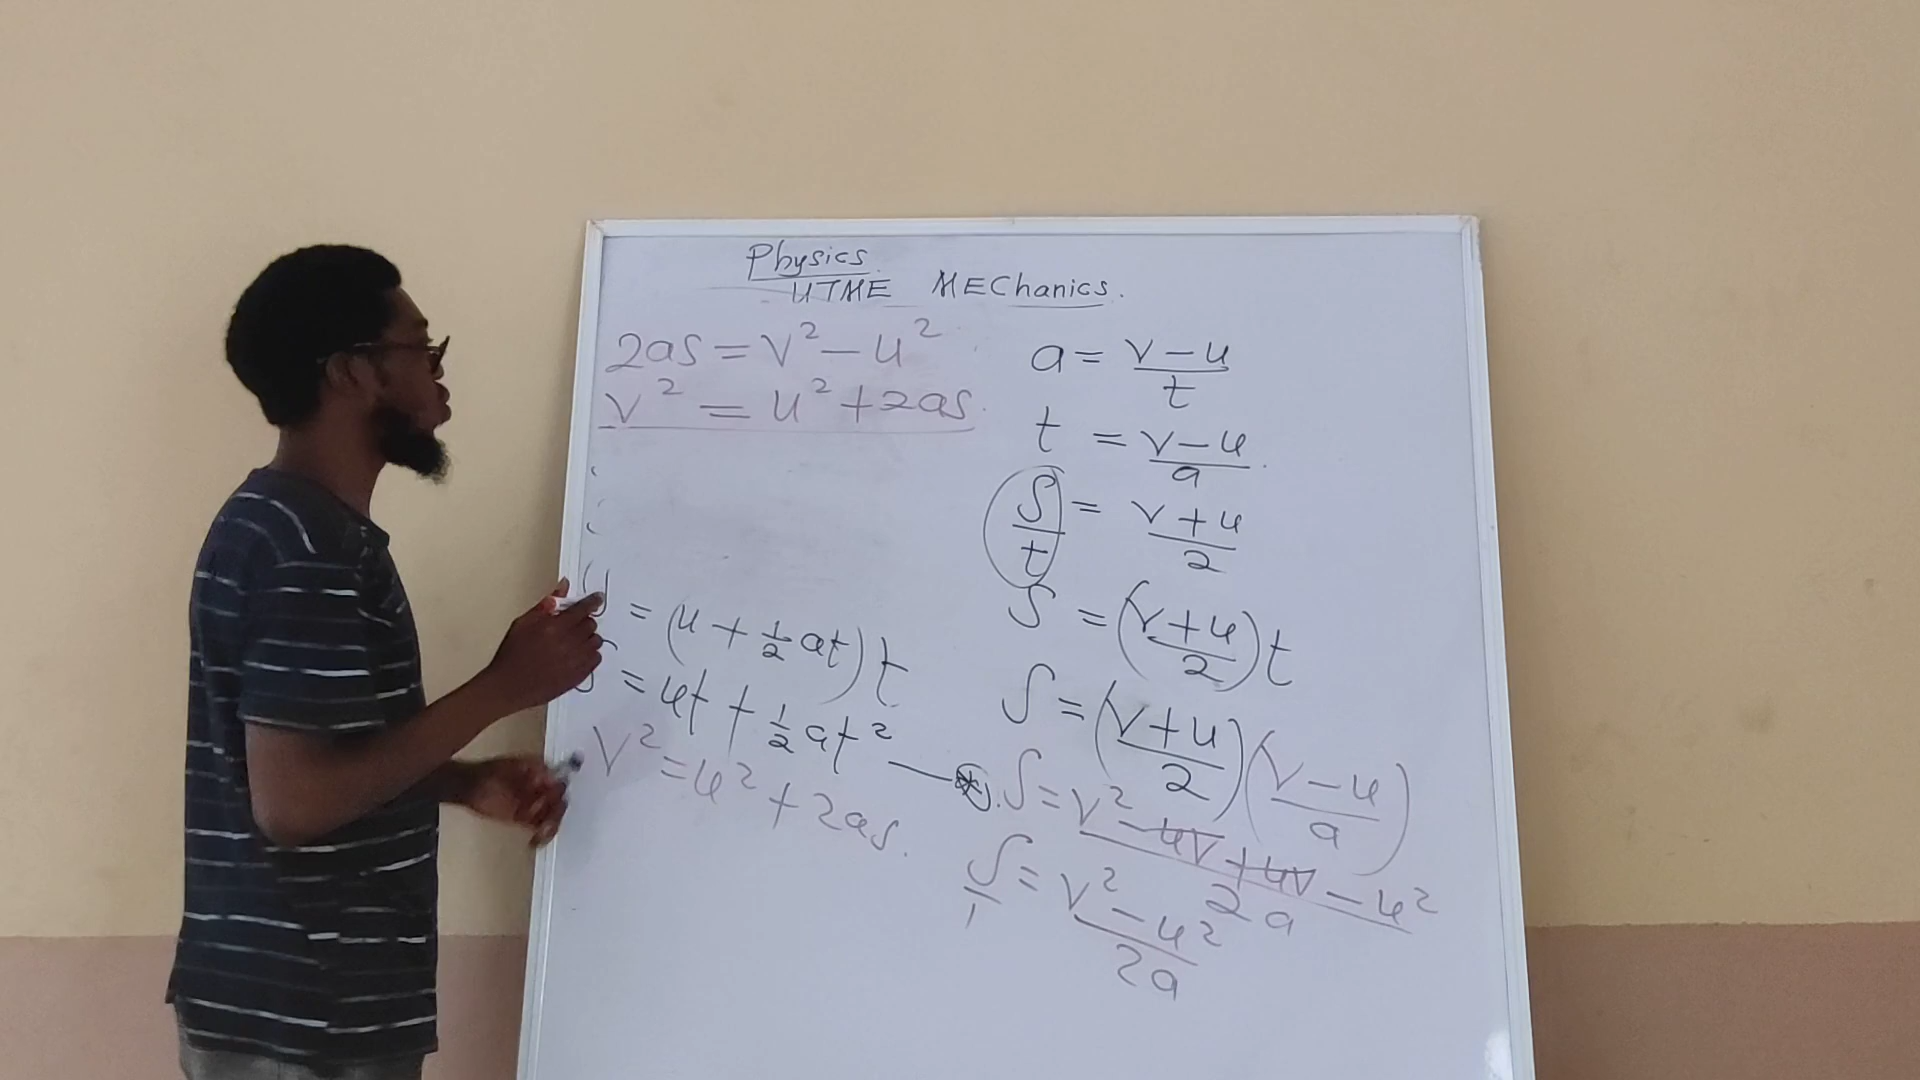 Physics
UTME MEChanics.
2as = v² - u²
v² = u² + 2as.
= (u + 1/2 at) t
= ut + 1/2 at² — *.
v² = u² + 2as.
a = (v - u)/t
t = (v - u)/a
S/t = (v + u)/2
S = ((v + u)/2) t
S = ((v + u)/2) ((v - u)/a)
S = (v² - uv + uv - u²)/2a
S/1 = (v² - u²)/2a